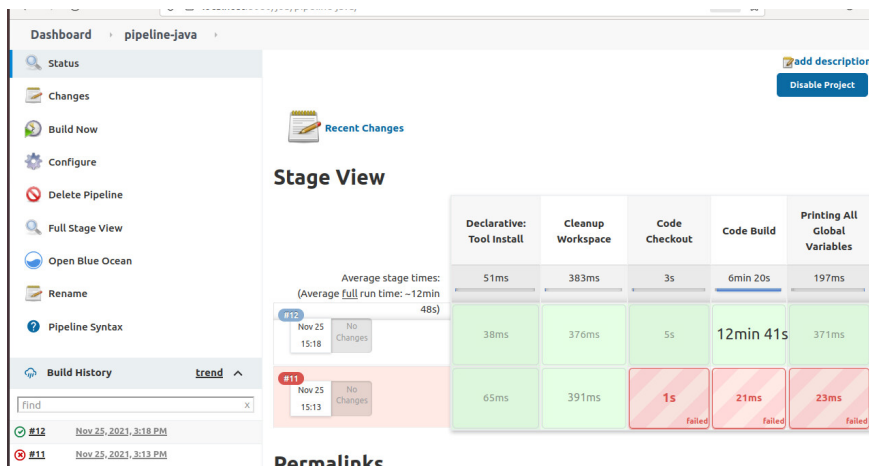 Dashboard
pipeline-java
Status
Changes
Build Now
Configure
Delete Pipeline
Full Stage View
Open Blue Ocean
Rename
Pipeline Syntax
Build History
trend
find
x
#12
Nov 25, 2021, 3:18 PM
#11
Nov 25, 2021, 3:13 PM
add description
Disable Project
Recent Changes
Stage View
Declarative:
Tool Install
Cleanup
Workspace
Code
Checkout
Code Build
Printing All
Global
Variables
Average stage times:
(Average full run time: ~12min
48s)
51ms
383ms
3s
6min 20s
197ms
#12
Nov 25
15:18
No
Changes
38ms
376ms
5s
12min 41s
371ms
#11
Nov 25
15:13
No
Changes
65ms
391ms
1s
failed
21ms
failed
23ms
failed
Permalinks